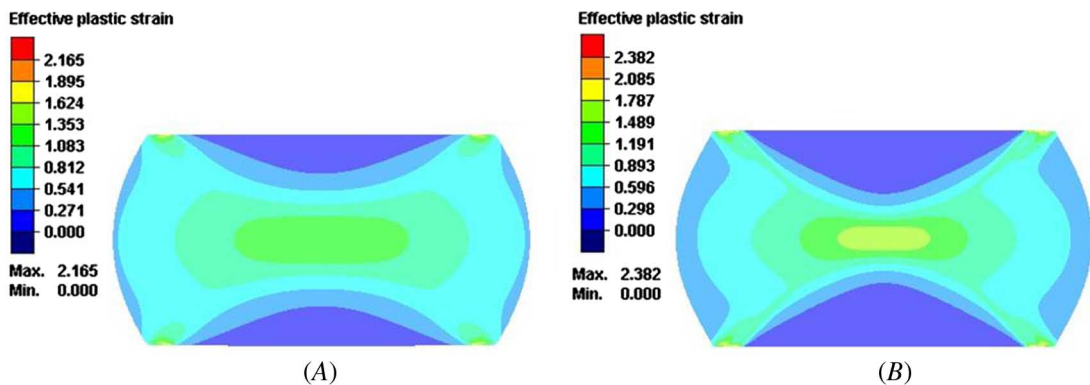 Effective plastic strain
2.165
1.895
1.624
1.353
1.083
0.812
0.541
0.271
0.000
Max. 2.165
Min. 0.000
(A)
Effective plastic strain
2.382
2.085
1.787
1.489
1.191
0.893
0.596
0.298
0.000
Max. 2.382
Min. 0.000
(B)